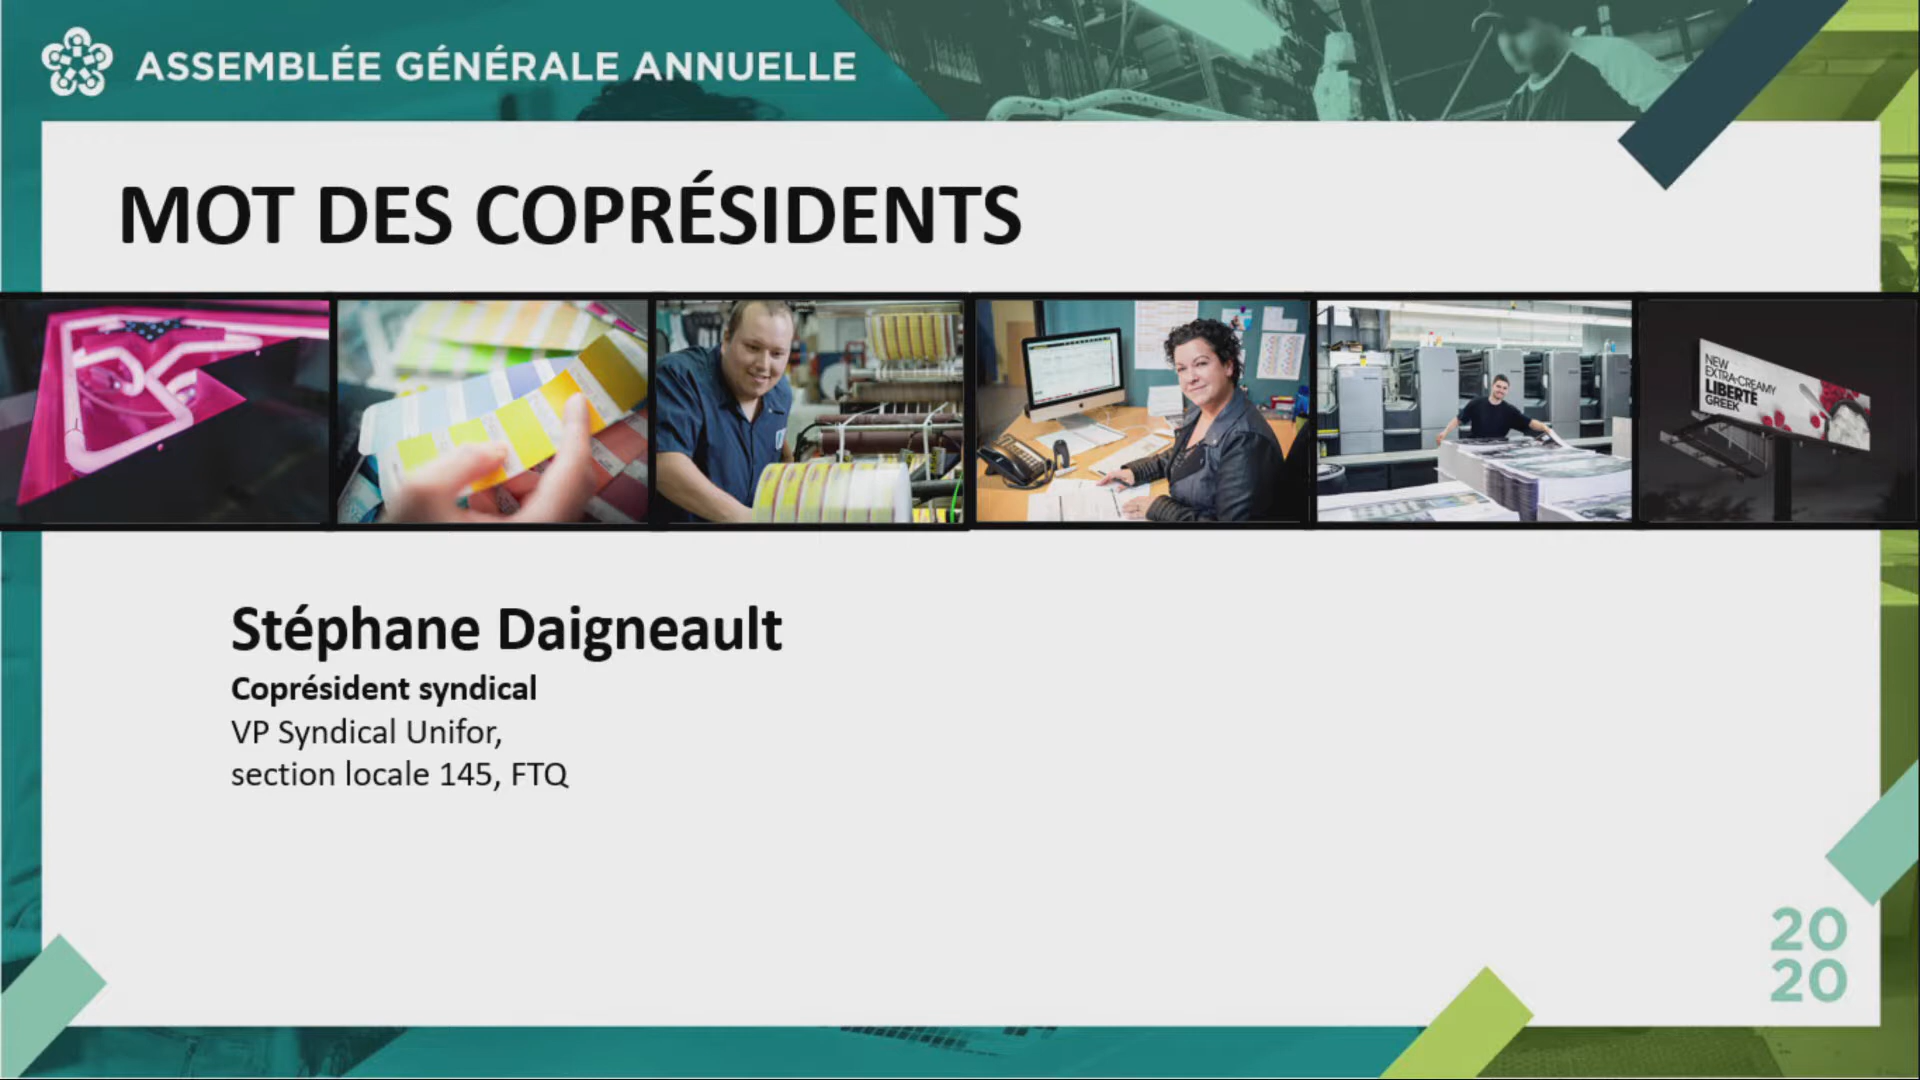 ASSEMBLÉE GÉNÉRALE ANNUELLE
MOT DES COPRÉSIDENTS
NEW
EXTRA-CREAMY
LIBERTÉ
GREEK
Stéphane Daigneault
Coprésident syndical
VP Syndical Unifor,
section locale 145, FTQ
20
20